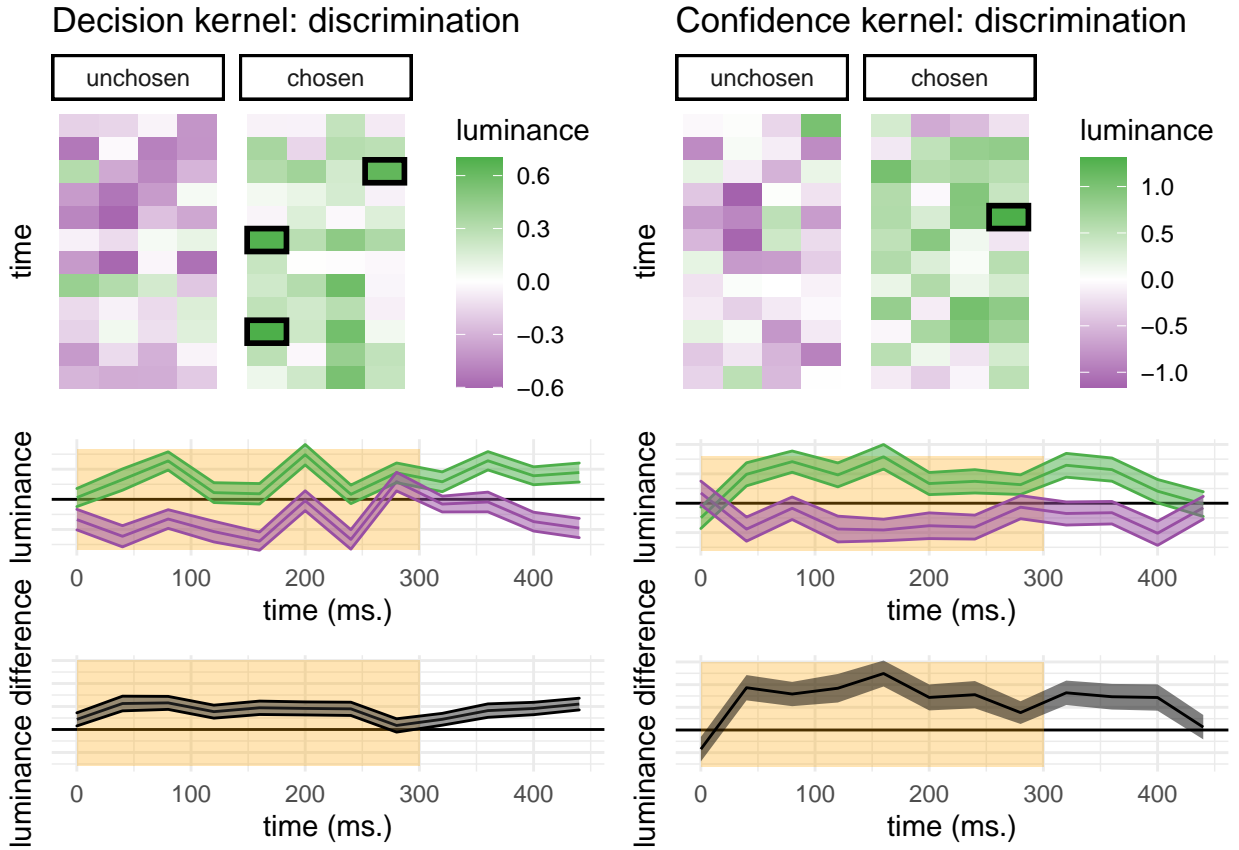 Decision kernel: discrimination
unchosen
chosen
time
luminance
0.6
0.3
0.0
−0.3
−0.6
luminance
0
100
200
300
400
time (ms.)
luminance difference
0
100
200
300
400
time (ms.)
Confidence kernel: discrimination
unchosen
chosen
time
luminance
1.0
0.5
0.0
−0.5
−1.0
luminance
0
100
200
300
400
time (ms.)
luminance difference
0
100
200
300
400
time (ms.)